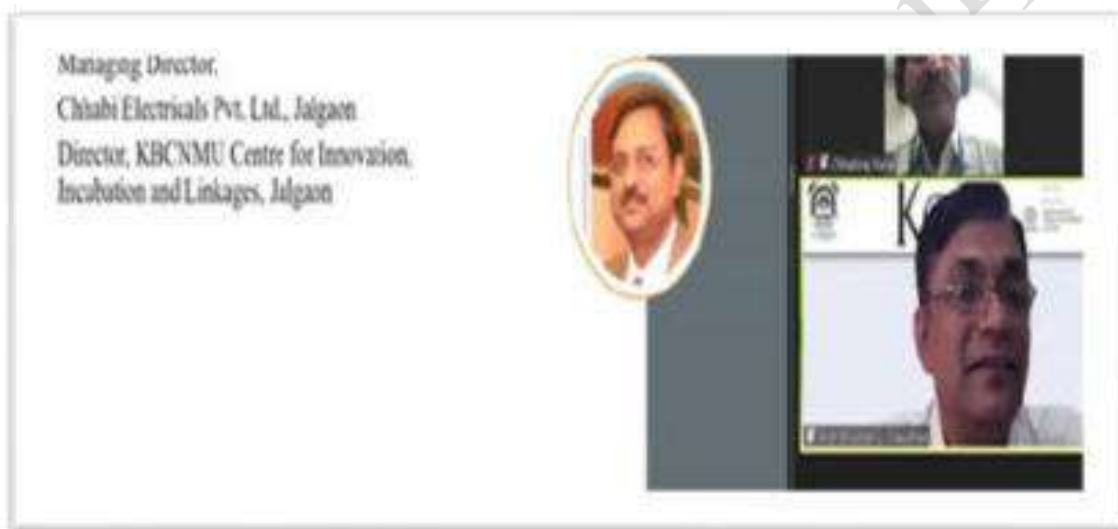 Managing Director,
Chhabi Electricals Pvt. Ltd., Jalgaon
Director, KBCNMU Centre for Innovation,
Incubation and Linkages, Jalgaon
K